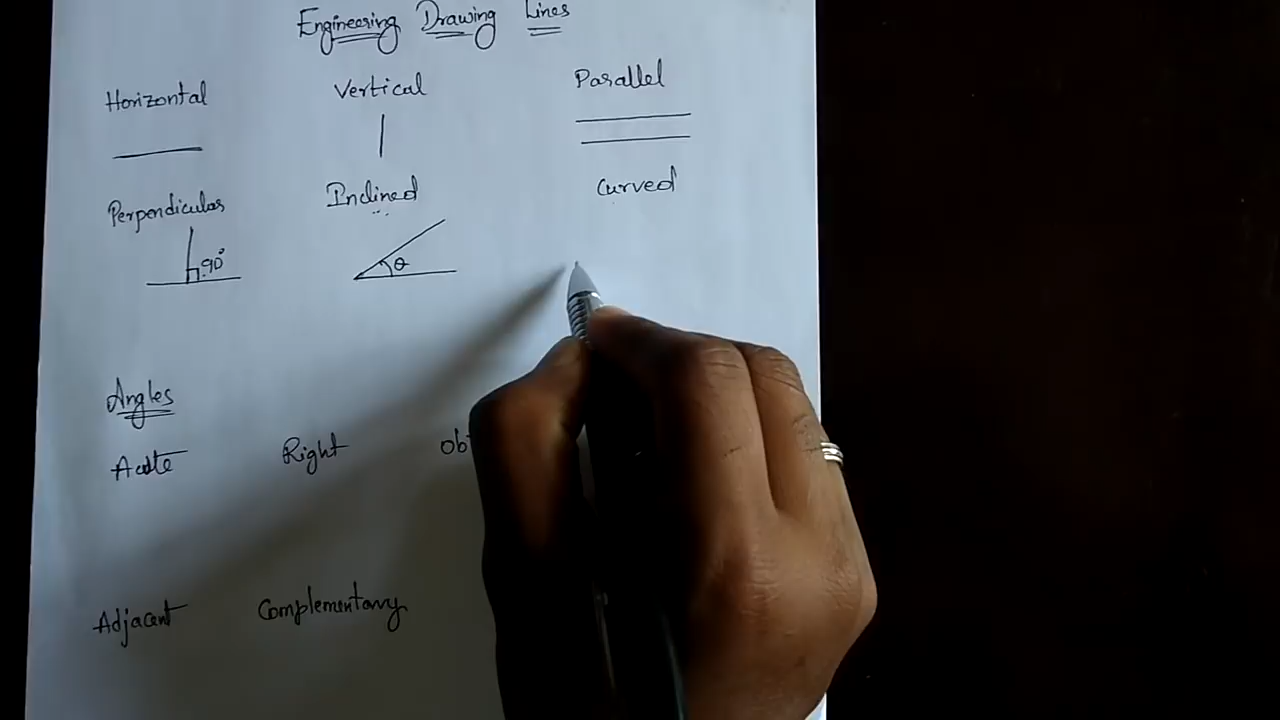 Engineering Drawing Lines
Horizontal Vertical Parallel
Perpendicular Inclined Curved
90°
θ
Angles
Acute Right
Adjacent Complementary